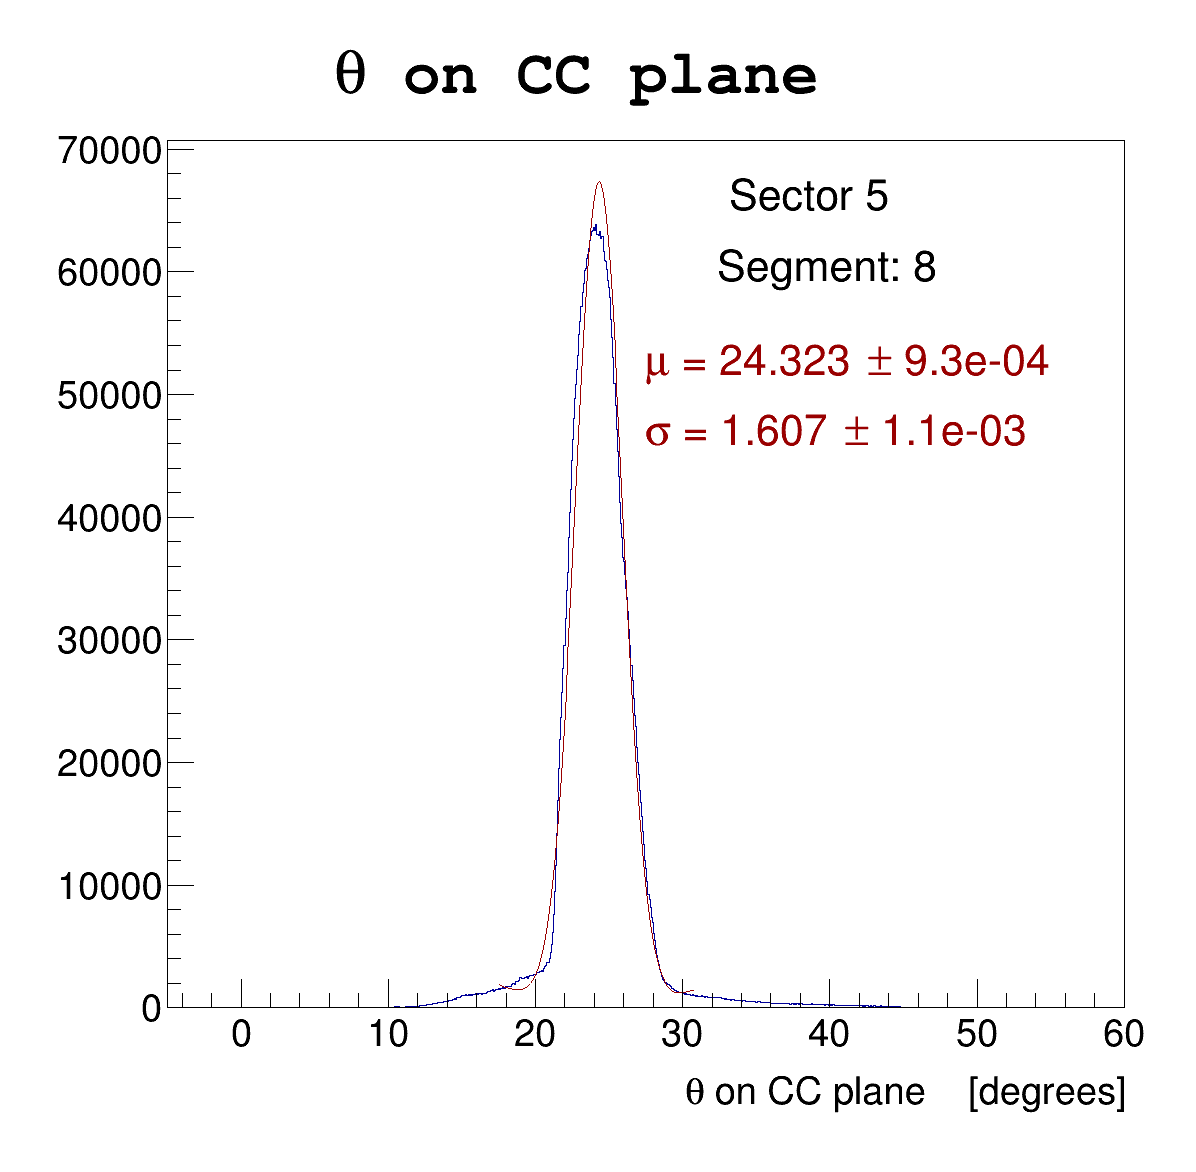 θ on CC plane
70000
60000
50000
40000
30000
20000
10000
0
Sector 5
Segment: 8
μ = 24.323 ± 9.3e-04
σ = 1.607 ± 1.1e-03
0 10 20 30 40 50 60
θ on CC plane [degrees]